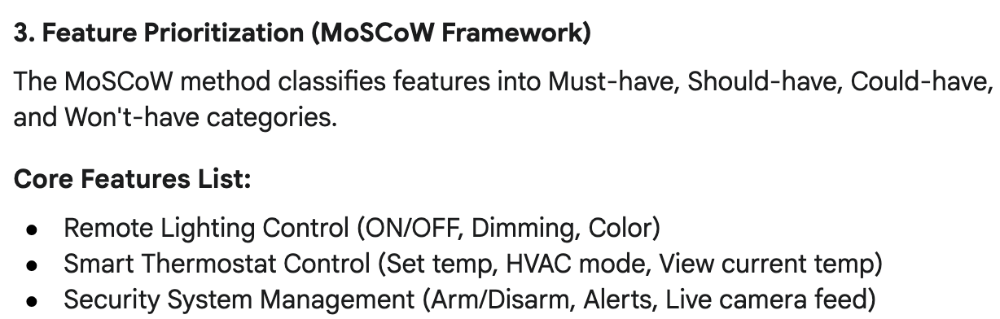 3. Feature Prioritization (MoSCoW Framework)
The MoSCoW method classifies features into Must-have, Should-have, Could-have,
and Won't-have categories.
Core Features List:
● Remote Lighting Control (ON/OFF, Dimming, Color)
● Smart Thermostat Control (Set temp, HVAC mode, View current temp)
● Security System Management (Arm/Disarm, Alerts, Live camera feed)